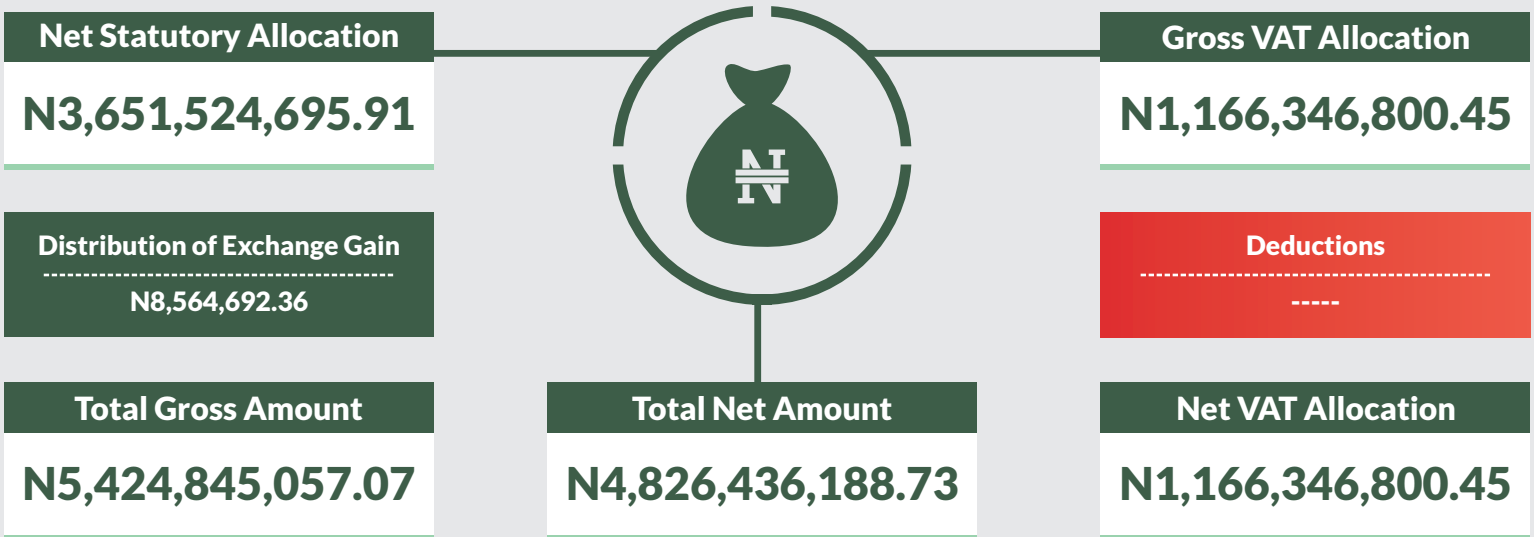 Net Statutory Allocation
N3,651,524,695.91
Gross VAT Allocation
N1,166,346,800.45
₦
Distribution of Exchange Gain
N8,564,692.36
Deductions
-----
Total Gross Amount
N5,424,845,057.07
Total Net Amount
N4,826,436,188.73
Net VAT Allocation
N1,166,346,800.45